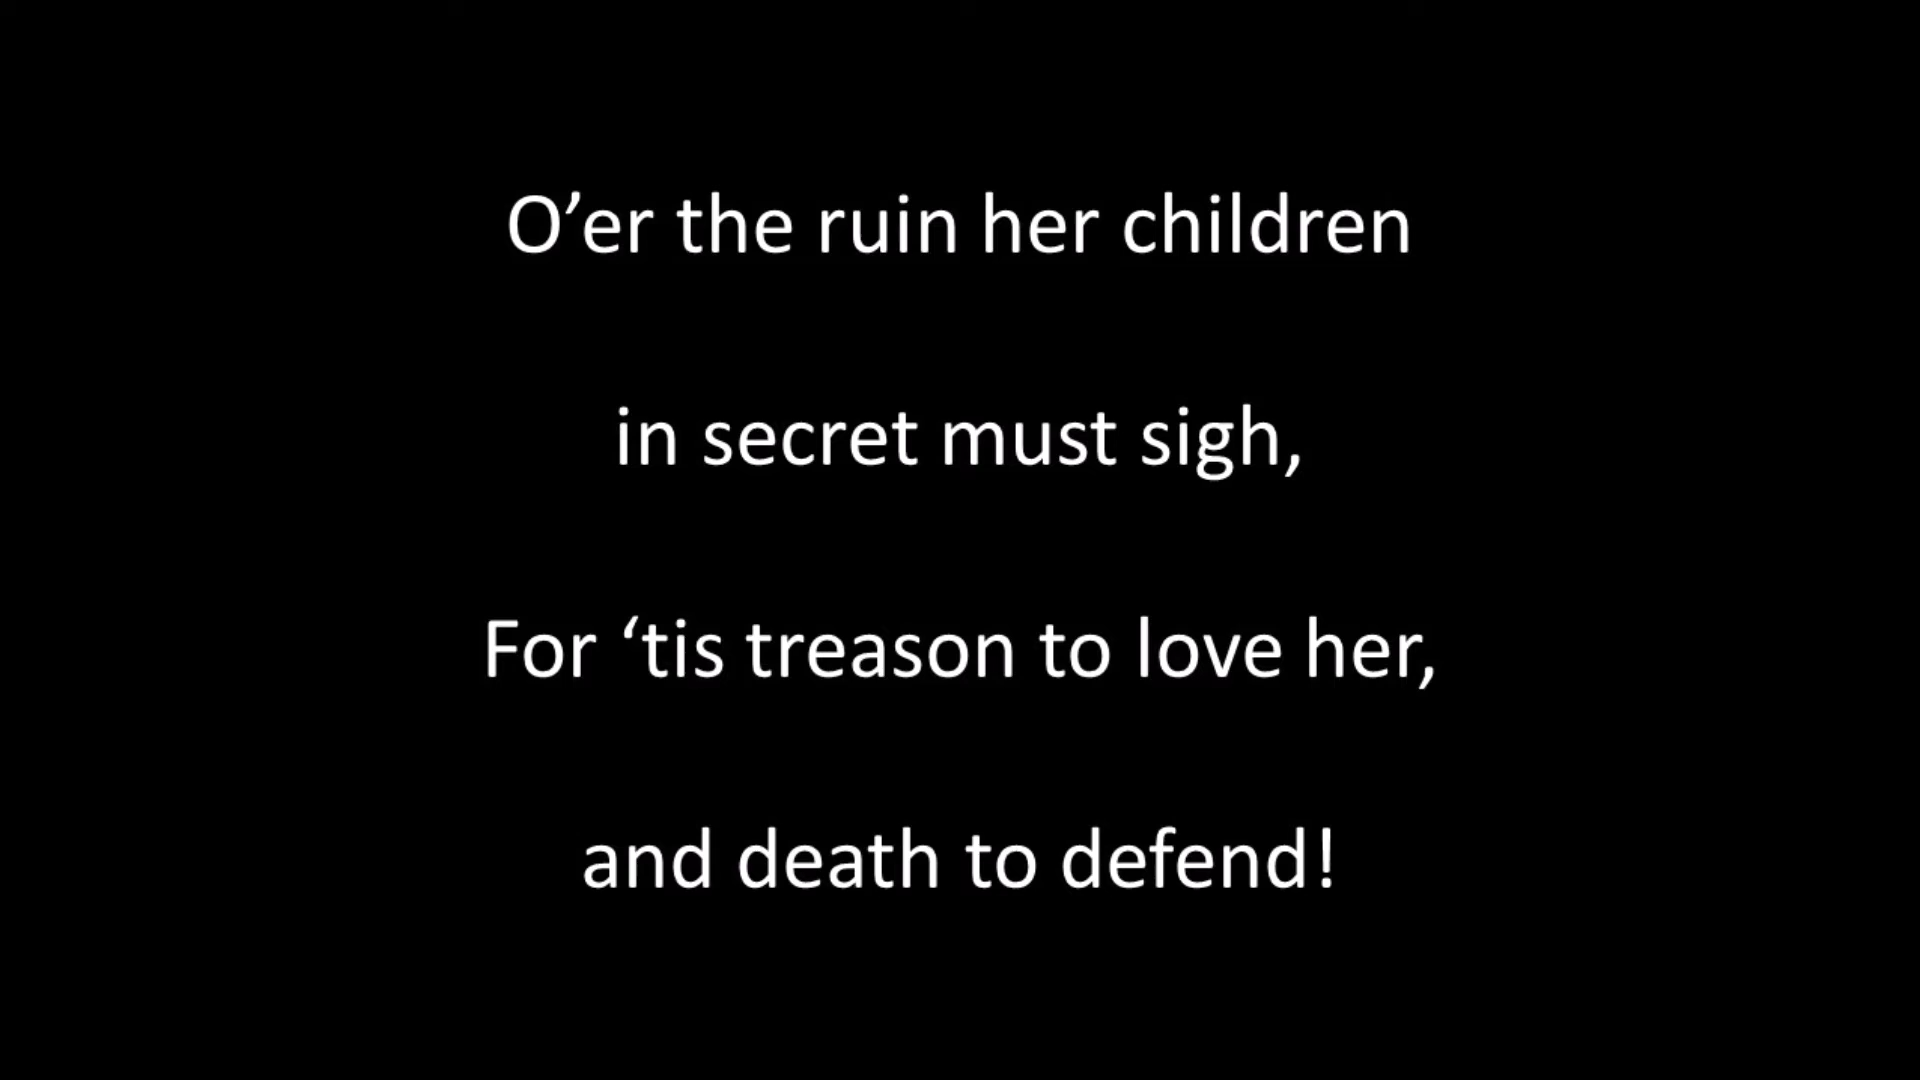 O’er the ruin her children
in secret must sigh,
For ‘tis treason to love her,
and death to defend!